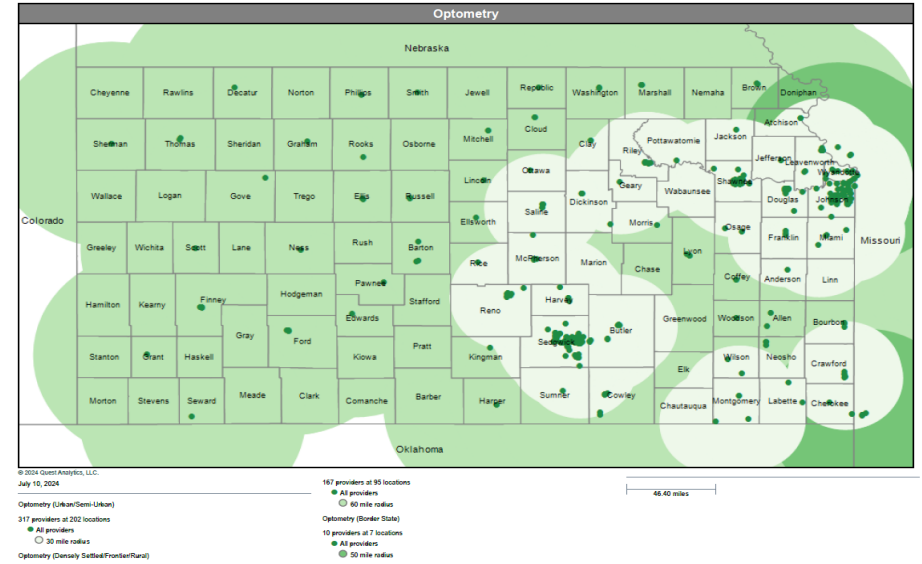 Optometry
Nebraska
Cheyenne Rawlins Decatur Norton Phillips Smith Jewell Republic Washington Marshall Nemaha Brown Doniphan
Atchison
Sherman Thomas Sheridan Graham Rooks Osborne Mitchell Cloud Clay Riley Pottawatomie Jackson Jefferson Leavenworth
Wyandotte
Wallace Logan Gove Trego Ellis Russell Lincoln Ottawa Geary Wabaunsee Shawnee Douglas Johnson
Saline Dickinson
Colorado
Ellsworth Morris Osage Franklin Miami Missouri
Greeley Wichita Scott Lane Ness Rush Barton
Rice McPherson Marion Chase Lyon
Coffey Anderson Linn
Hamilton Kearny Finney Hodgeman Pawnee Stafford Reno Harvey
Gray Ford Edwards Butler Greenwood Woodson Allen Bourbon
Stanton Grant Haskell Kiowa Pratt Kingman Sedgwick Elk Wilson Neosho Crawford
Morton Stevens Seward Meade Clark Comanche Barber Harper Sumner Cowley Chautauqua Montgomery Labette Cherokee
Oklahoma
© 2024 Quest Analytics, LLC.
July 10, 2024
Optometry (Urban/Semi-Urban)
317 providers at 202 locations
All providers
30 mile radius
Optometry (Densely Settled/Frontier/Rural)
167 providers at 95 locations
All providers
60 mile radius
Optometry (Border State)
10 providers at 7 locations
All providers
50 mile radius
46.40 miles